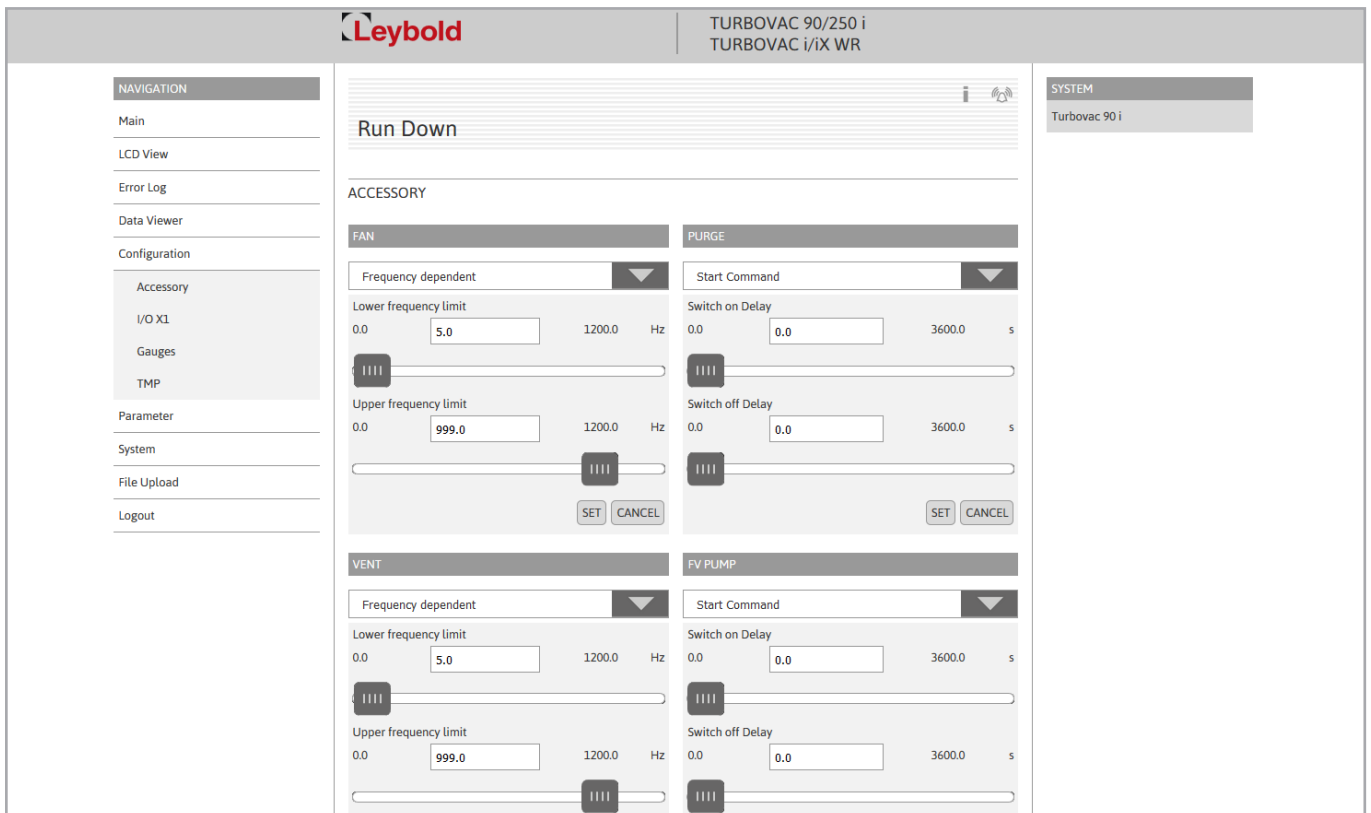 Leybold
TURBOVAC 90/250 i
TURBOVAC i/iX WR
NAVIGATION
Main
LCD View
Error Log
Data Viewer
Configuration
Accessory
I/O X1
Gauges
TMP
Parameter
System
File Upload
Logout
i
Run Down
ACCESSORY
FAN
Frequency dependent
Lower frequency limit
0.0 5.0 1200.0 Hz
Upper frequency limit
0.0 999.0 1200.0 Hz
SET CANCEL
PURGE
Start Command
Switch on Delay
0.0 0.0 3600.0 s
Switch off Delay
0.0 0.0 3600.0 s
SET CANCEL
VENT
Frequency dependent
Lower frequency limit
0.0 5.0 1200.0 Hz
Upper frequency limit
0.0 999.0 1200.0 Hz
FV PUMP
Start Command
Switch on Delay
0.0 0.0 3600.0 s
Switch off Delay
0.0 0.0 3600.0 s
SYSTEM
Turbovac 90 i